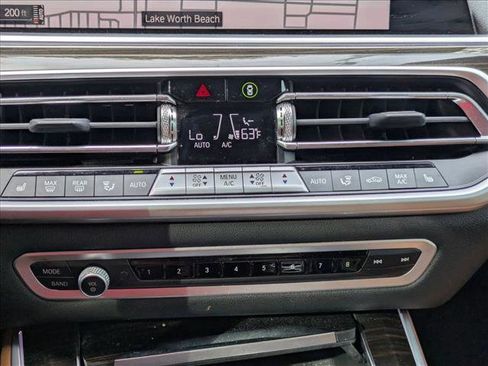 200 ft
Lake Worth Beach
Lo
63°F
AUTO A/C
MAX REAR AUTO OFF MENU A/C OFF AUTO MAX A/C
MODE 1 2 3 4 5 7 8
BAND VOL